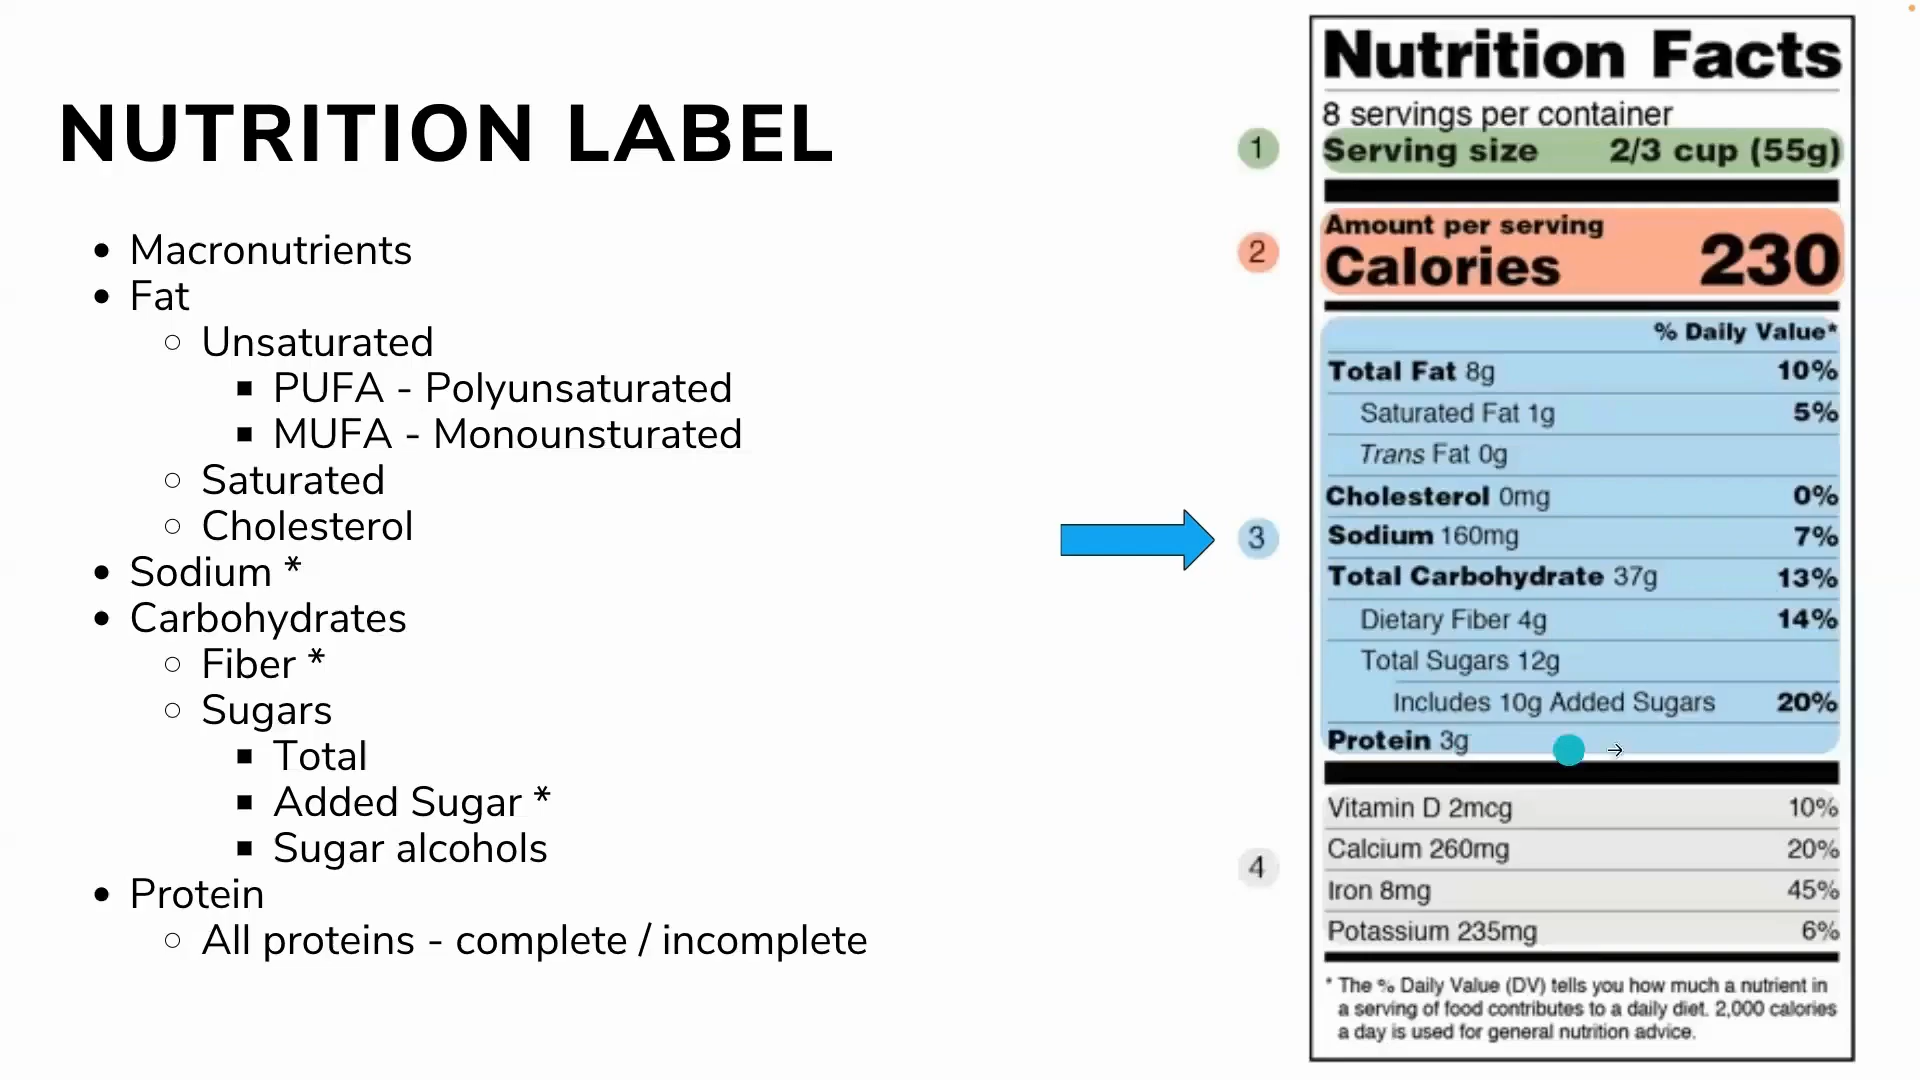 NUTRITION LABEL
• Macronutrients
• Fat
○ Unsaturated
■ PUFA - Polyunsaturated
■ MUFA - Monounsturated
○ Saturated
○ Cholesterol
• Sodium *
• Carbohydrates
○ Fiber *
○ Sugars
■ Total
■ Added Sugar *
■ Sugar alcohols
• Protein
○ All proteins - complete / incomplete
1
2
3
4
Nutrition Facts
8 servings per container
Serving size 2/3 cup (55g)
Amount per serving
Calories 230
% Daily Value*
Total Fat 8g 10%
Saturated Fat 1g 5%
Trans Fat 0g
Cholesterol 0mg 0%
Sodium 160mg 7%
Total Carbohydrate 37g 13%
Dietary Fiber 4g 14%
Total Sugars 12g
Includes 10g Added Sugars 20%
Protein 3g
Vitamin D 2mcg 10%
Calcium 260mg 20%
Iron 8mg 45%
Potassium 235mg 6%
* The % Daily Value (DV) tells you how much a nutrient in
a serving of food contributes to a daily diet. 2,000 calories
a day is used for general nutrition advice.